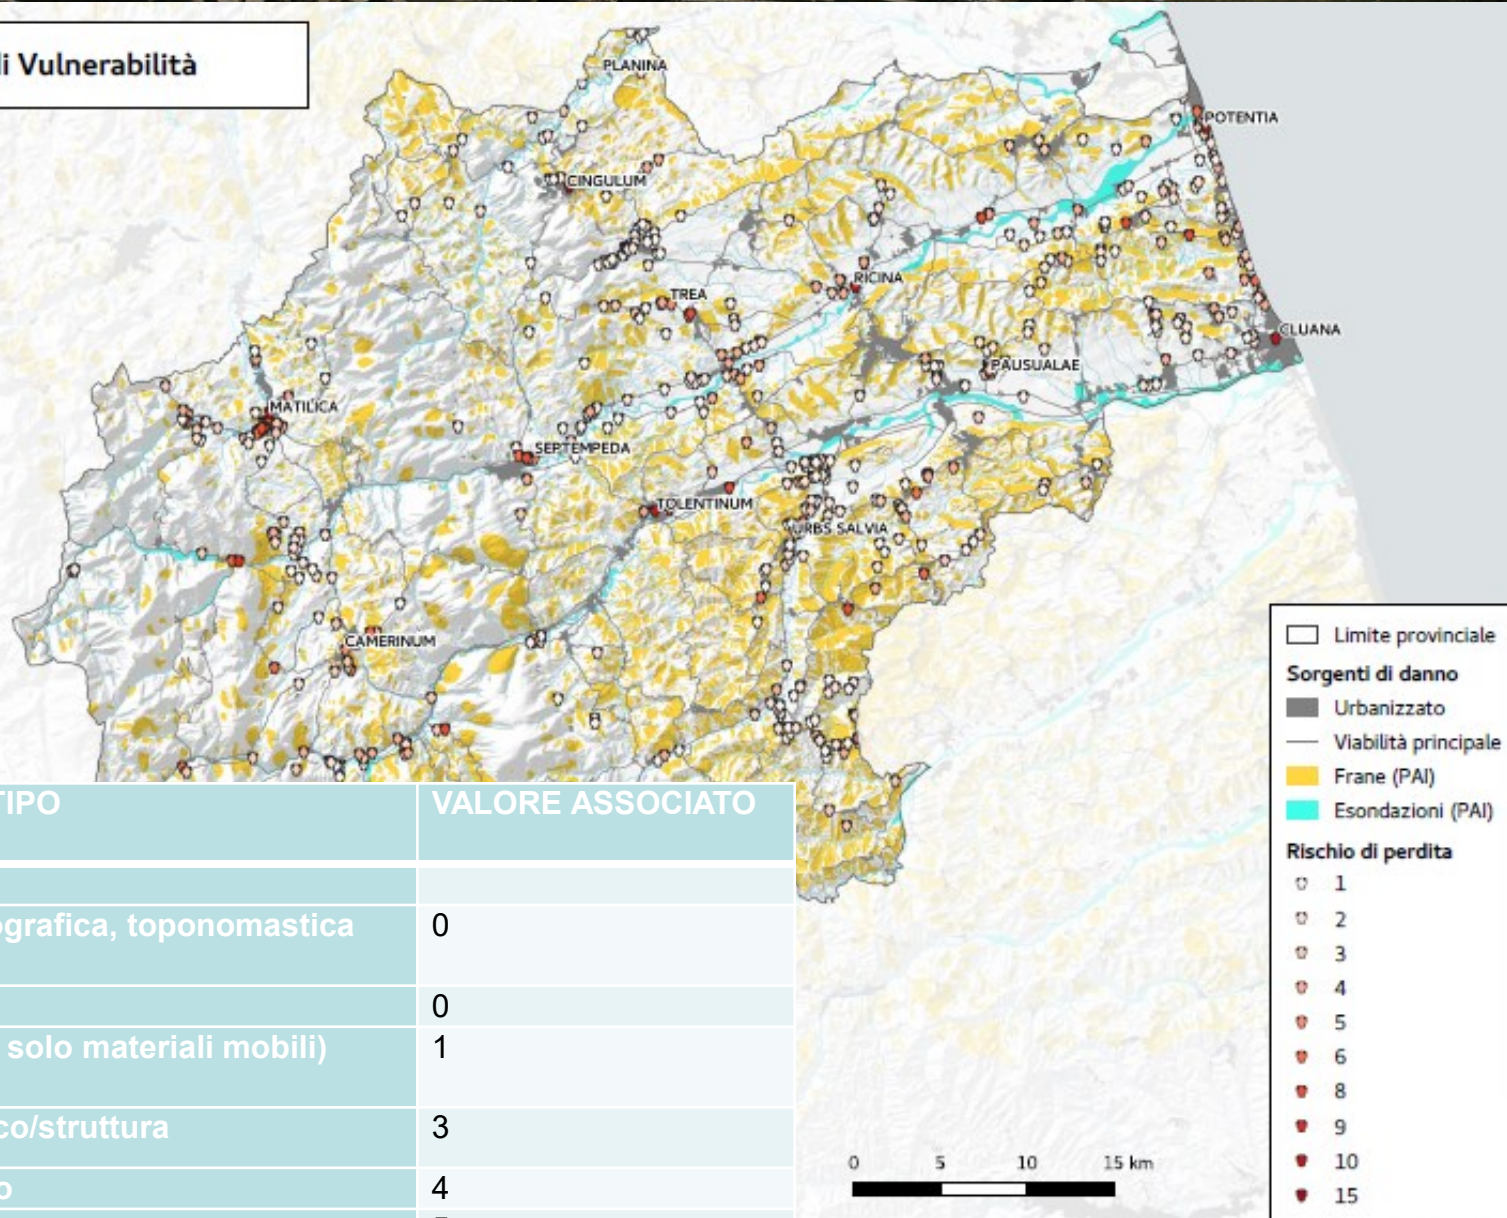 di Vulnerabilità
PLANINA
POTENTIA
CINGULUM
RICINA
TREA
CLUANA
PAUSUALAE
MATILICA
SEPTEMPEDA
TOLENTINUM
URBS SALVIA
CAMERINUM
Limite provinciale
Sorgenti di danno
Urbanizzato
Viabilità principale
Frane (PAI)
Esondazioni (PAI)
Rischio di perdita
1
2
3
4
5
6
8
9
10
15
0 5 10 15 km
TIPO VALORE ASSOCIATO
ografica, toponomastica 0
0
solo materiali mobili) 1
co/struttura 3
o 4